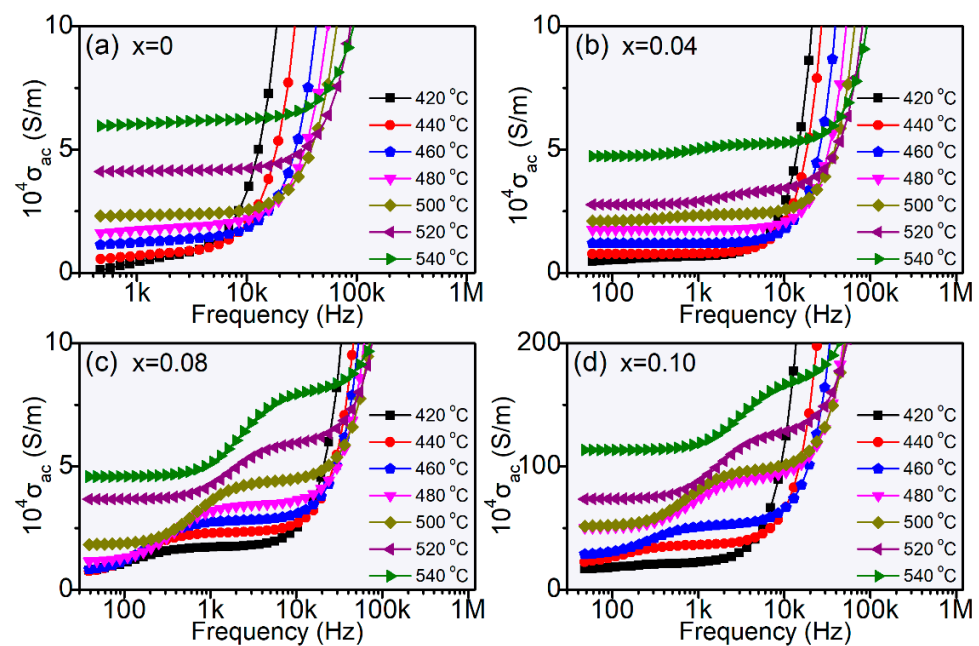 (a) x=0
10
5
0
10⁴σac (S/m)
420 °C
440 °C
460 °C
480 °C
500 °C
520 °C
540 °C
1k 10k 100k 1M
Frequency (Hz)
(b) x=0.04
10
5
0
10⁴σac (S/m)
420 °C
440 °C
460 °C
480 °C
500 °C
520 °C
540 °C
100 1k 10k 100k 1M
Frequency (Hz)
(c) x=0.08
10
5
0
10⁴σac (S/m)
420 °C
440 °C
460 °C
480 °C
500 °C
520 °C
540 °C
100 1k 10k 100k 1M
Frequency (Hz)
(d) x=0.10
200
100
0
10⁴σac (S/m)
420 °C
440 °C
460 °C
480 °C
500 °C
520 °C
540 °C
100 1k 10k 100k 1M
Frequency (Hz)